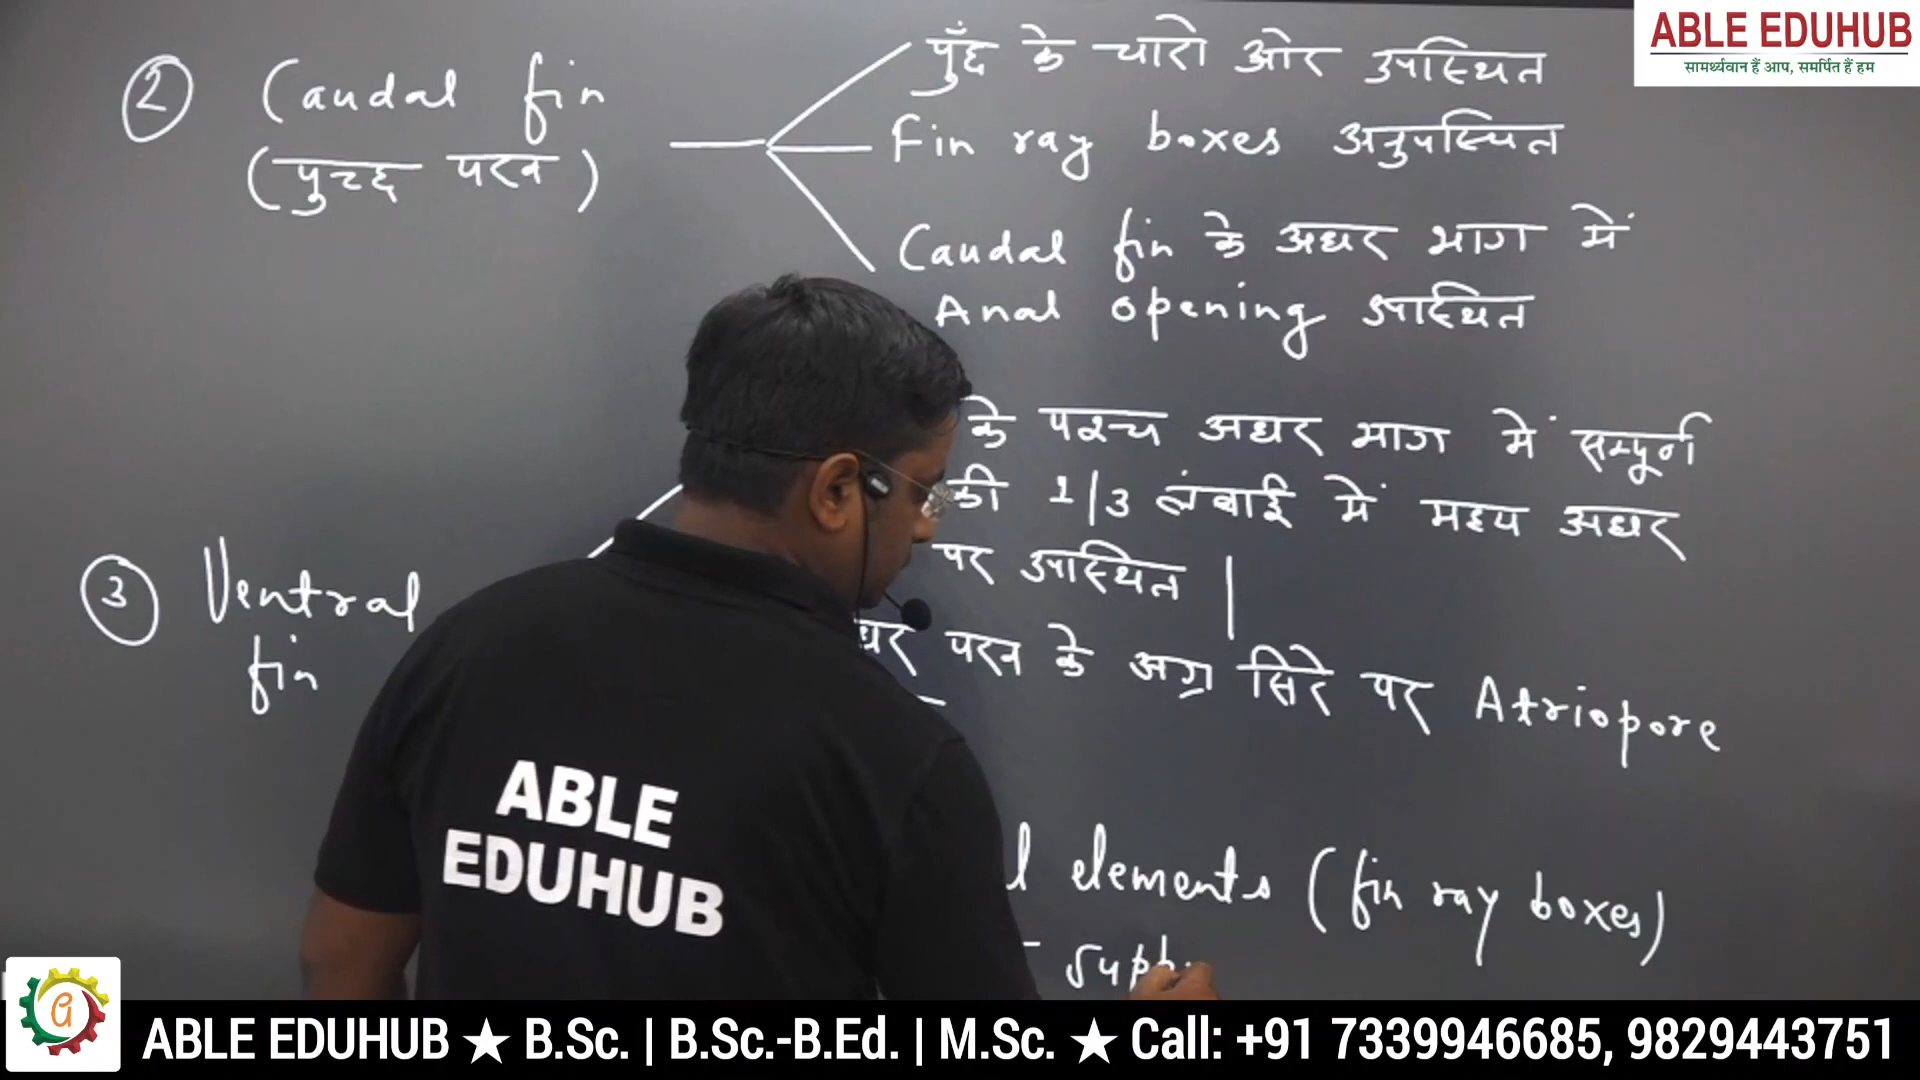 ABLE EDUHUB
सामर्थ्यवान हैं आप, समर्पित हैं हम
② Caudal fin
(पुच्छ पख्न)
पुँछ के चारो ओर उपस्थित
Fin ray boxes अनुपस्थित
Caudal fin के अधर भाग में
Anal opening उपस्थित
③ Ventral
fin
के पश्च अधर भाग में सम्पूर्ण
की 1/3 लंबाई में मध्य अधर
पर उपस्थित |
पख्न के अग्र सिरे पर Atriopore
elements (fin ray boxes)
ABLE
EDUHUB
ABLE EDUHUB ★ B.Sc. | B.Sc.-B.Ed. | M.Sc. ★ Call: +91 7339946685, 9829443751